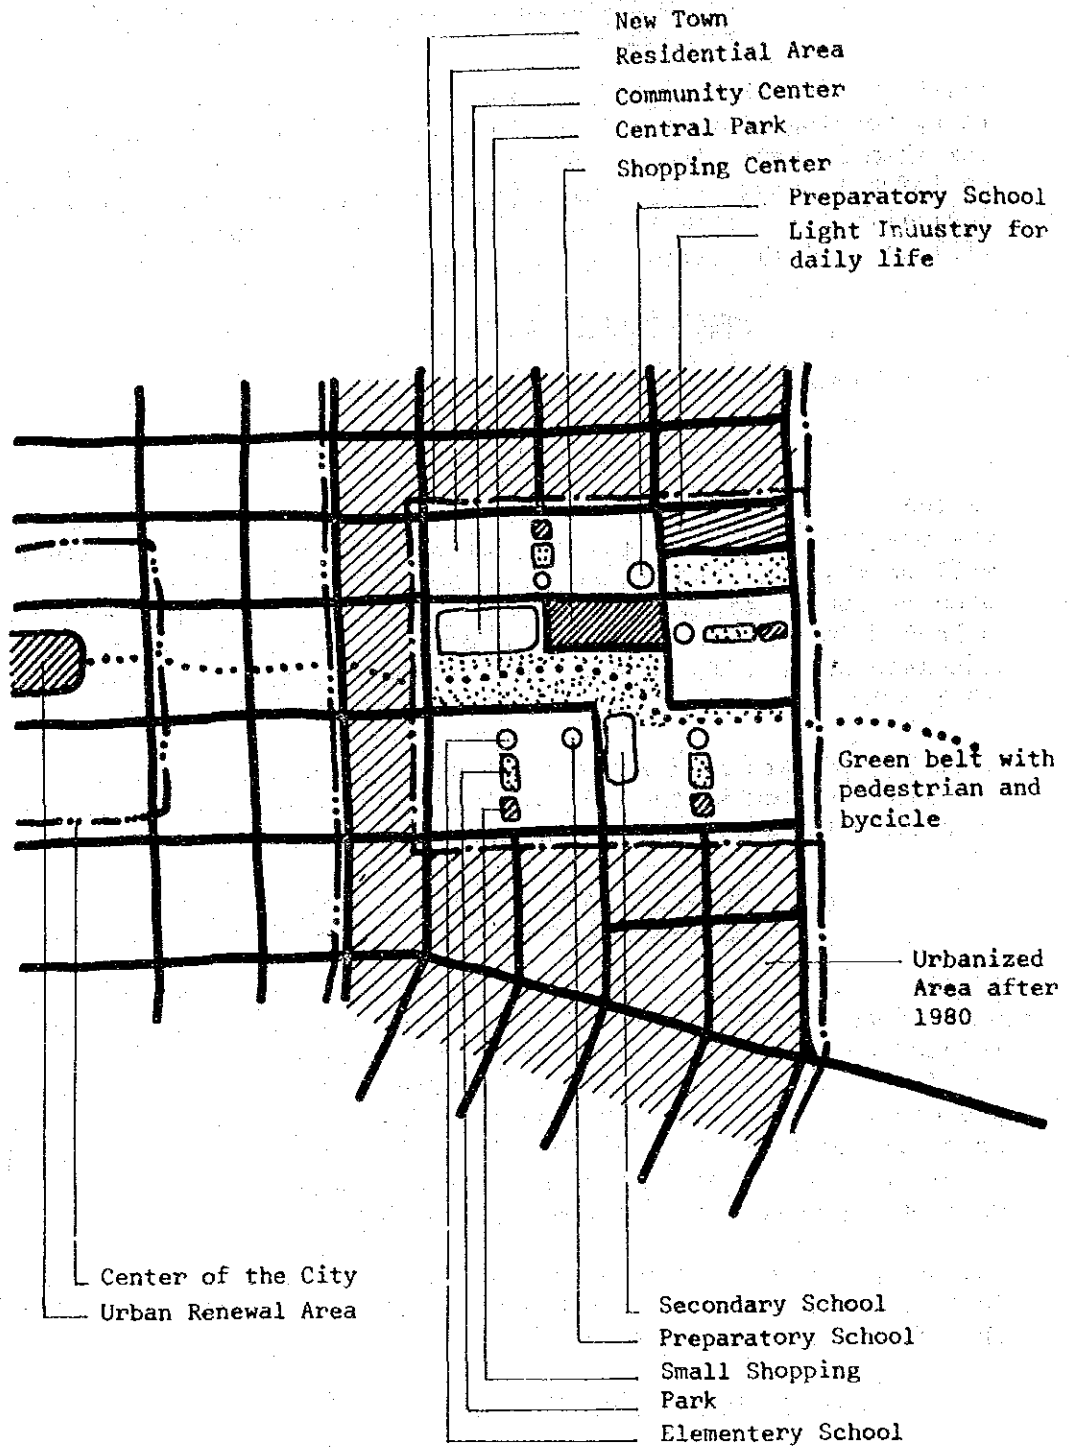 New Town
Residential Area
Community Center
Central Park
Shopping Center
Preparatory School
Light Industry for
daily life
Green belt with
pedestrian and
bycicle
Urbanized
Area after
1980
Center of the City
Urban Renewal Area
Secondary School
Preparatory School
Small Shopping
Park
Elementery School